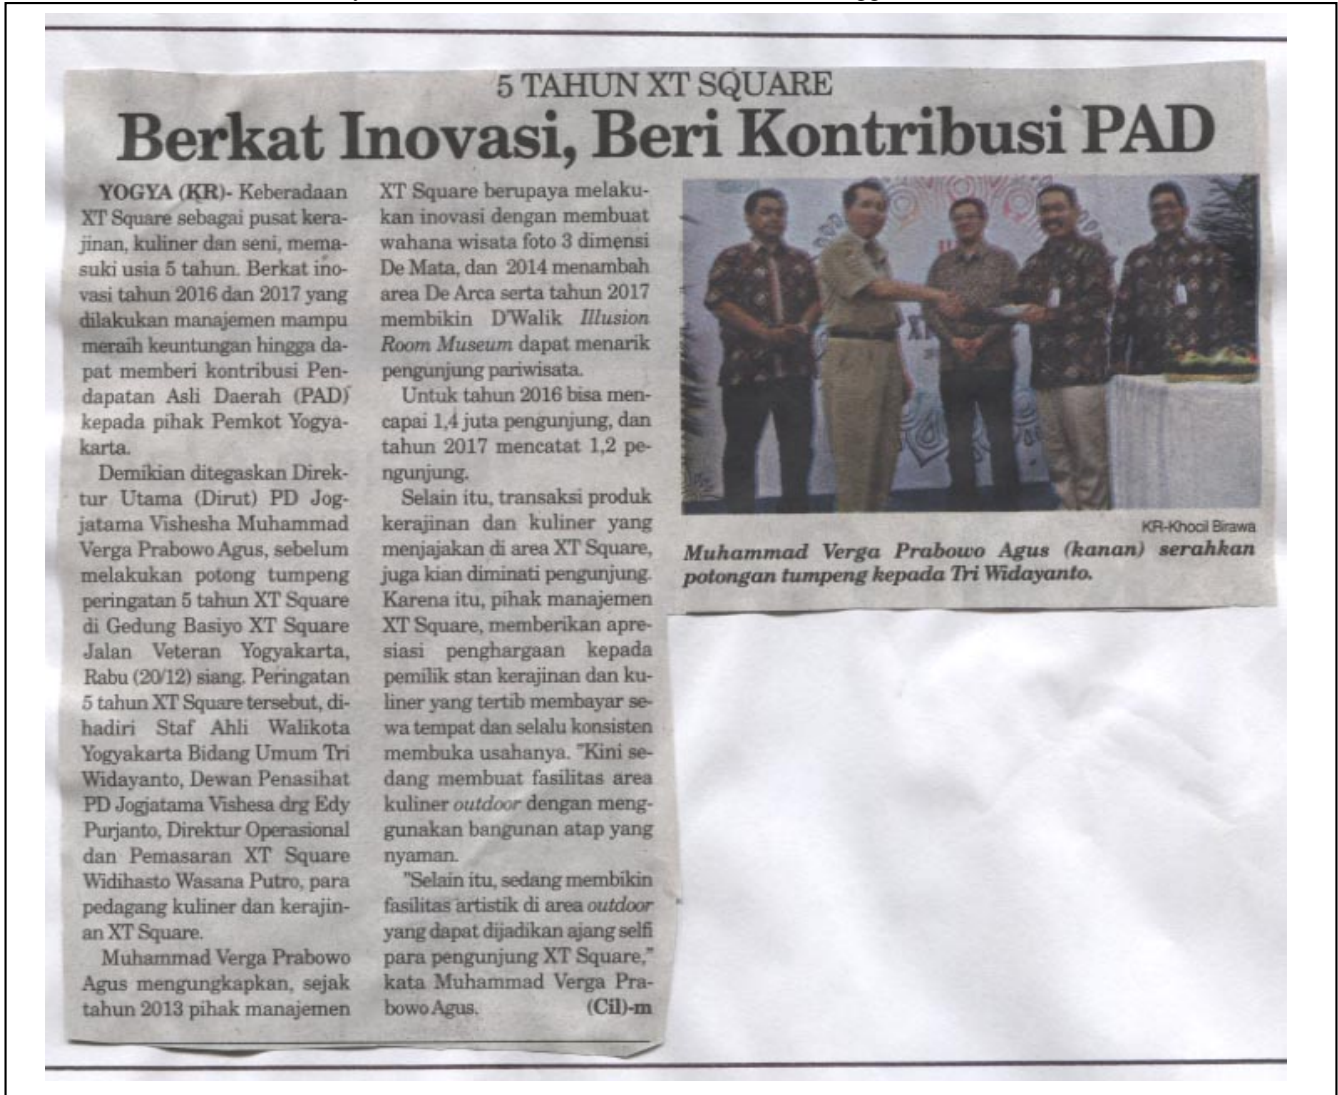 5 TAHUN XT SQUARE
Berkat Inovasi, Beri Kontribusi PAD
YOGYA (KR)- Keberadaan
XT Square sebagai pusat kera-
jinan, kuliner dan seni, mema-
suki usia 5 tahun. Berkat ino-
vasi tahun 2016 dan 2017 yang
dilakukan manajemen mampu
meraih keuntungan hingga da-
pat memberi kontribusi Pen-
dapatan Asli Daerah (PAD)
kepada pihak Pemkot Yogya-
karta.
Demikian ditegaskan Direk-
tur Utama (Dirut) PD Jog-
jatama Vishesha Muhammad
Verga Prabowo Agus, sebelum
melakukan potong tumpeng
peringatan 5 tahun XT Square
di Gedung Basiyo XT Square
Jalan Veteran Yogyakarta,
Rabu (20/12) siang. Peringatan
5 tahun XT Square tersebut, di-
hadiri Staf Ahli Walikota
Yogyakarta Bidang Umum Tri
Widayanto, Dewan Penasihat
PD Jogjatama Vishesa drg Edy
Purjanto, Direktur Operasional
dan Pemasaran XT Square
Widihasto Wasana Putro, para
pedagang kuliner dan kerajin-
an XT Square.
Muhammad Verga Prabowo
Agus mengungkapkan, sejak
tahun 2013 pihak manajemen
XT Square berupaya melaku-
kan inovasi dengan membuat
wahana wisata foto 3 dimensi
De Mata, dan 2014 menambah
area De Arca serta tahun 2017
membikin D'Walik Illusion
Room Museum dapat menarik
pengunjung pariwisata.
Untuk tahun 2016 bisa men-
capai 1,4 juta pengunjung, dan
tahun 2017 mencatat 1,2 pe-
ngunjung.
Selain itu, transaksi produk
kerajinan dan kuliner yang
menjajakan di area XT Square,
juga kian diminati pengunjung.
Karena itu, pihak manajemen
XT Square, memberikan apre-
siasi penghargaan kepada
pemilik stan kerajinan dan ku-
liner yang tertib membayar se-
wa tempat dan selalu konsisten
membuka usahanya. "Kini se-
dang membuat fasilitas area
kuliner outdoor dengan meng-
gunakan bangunan atap yang
nyaman.
"Selain itu, sedang membikin
fasilitas artistik di area outdoor
yang dapat dijadikan ajang selfi
para pengunjung XT Square,"
kata Muhammad Verga Pra-
bowo Agus. (Cil)-m
KR-Khocil Birawa
Muhammad Verga Prabowo Agus (kanan) serahkan
potongan tumpeng kepada Tri Widayanto.